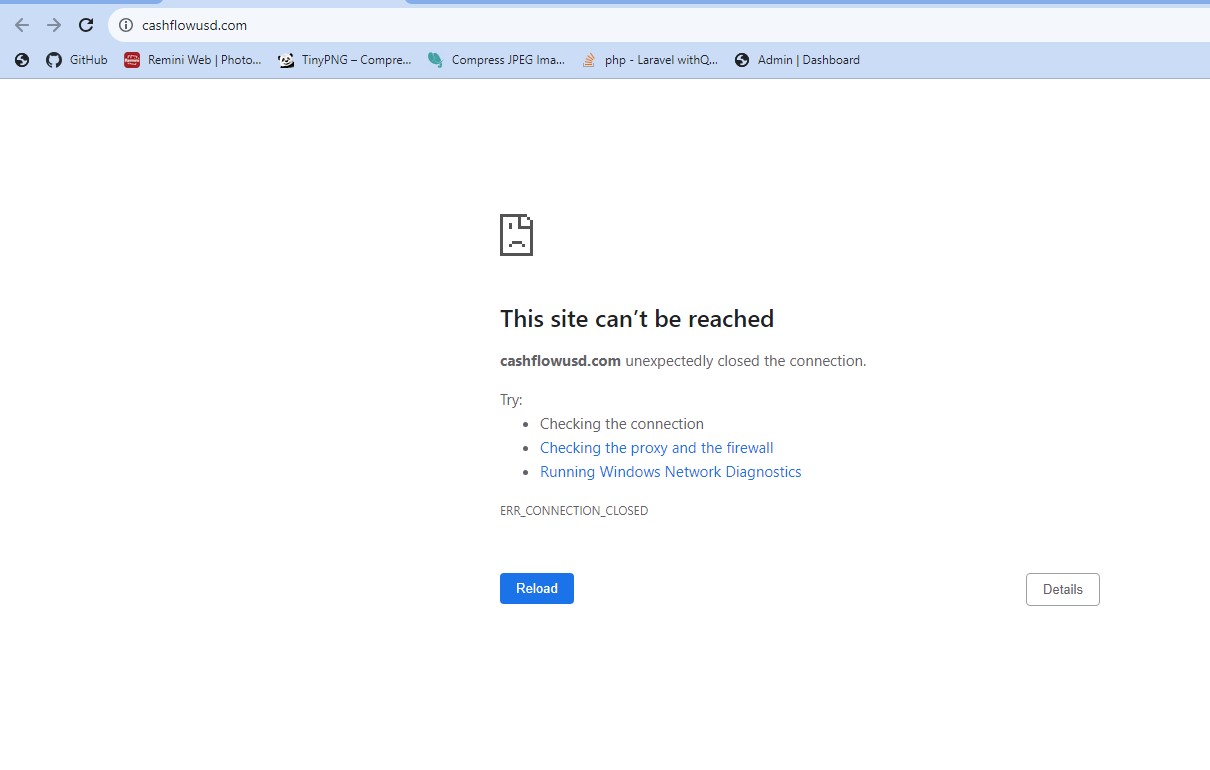 cashflowusd.com
GitHub Remini Web | Photo... TinyPNG – Compre... Compress JPEG Ima... php - Laravel withQ... Admin | Dashboard
This site can’t be reached
cashflowusd.com unexpectedly closed the connection.
Try:
Checking the connection
Checking the proxy and the firewall
Running Windows Network Diagnostics
ERR_CONNECTION_CLOSED
Reload Details